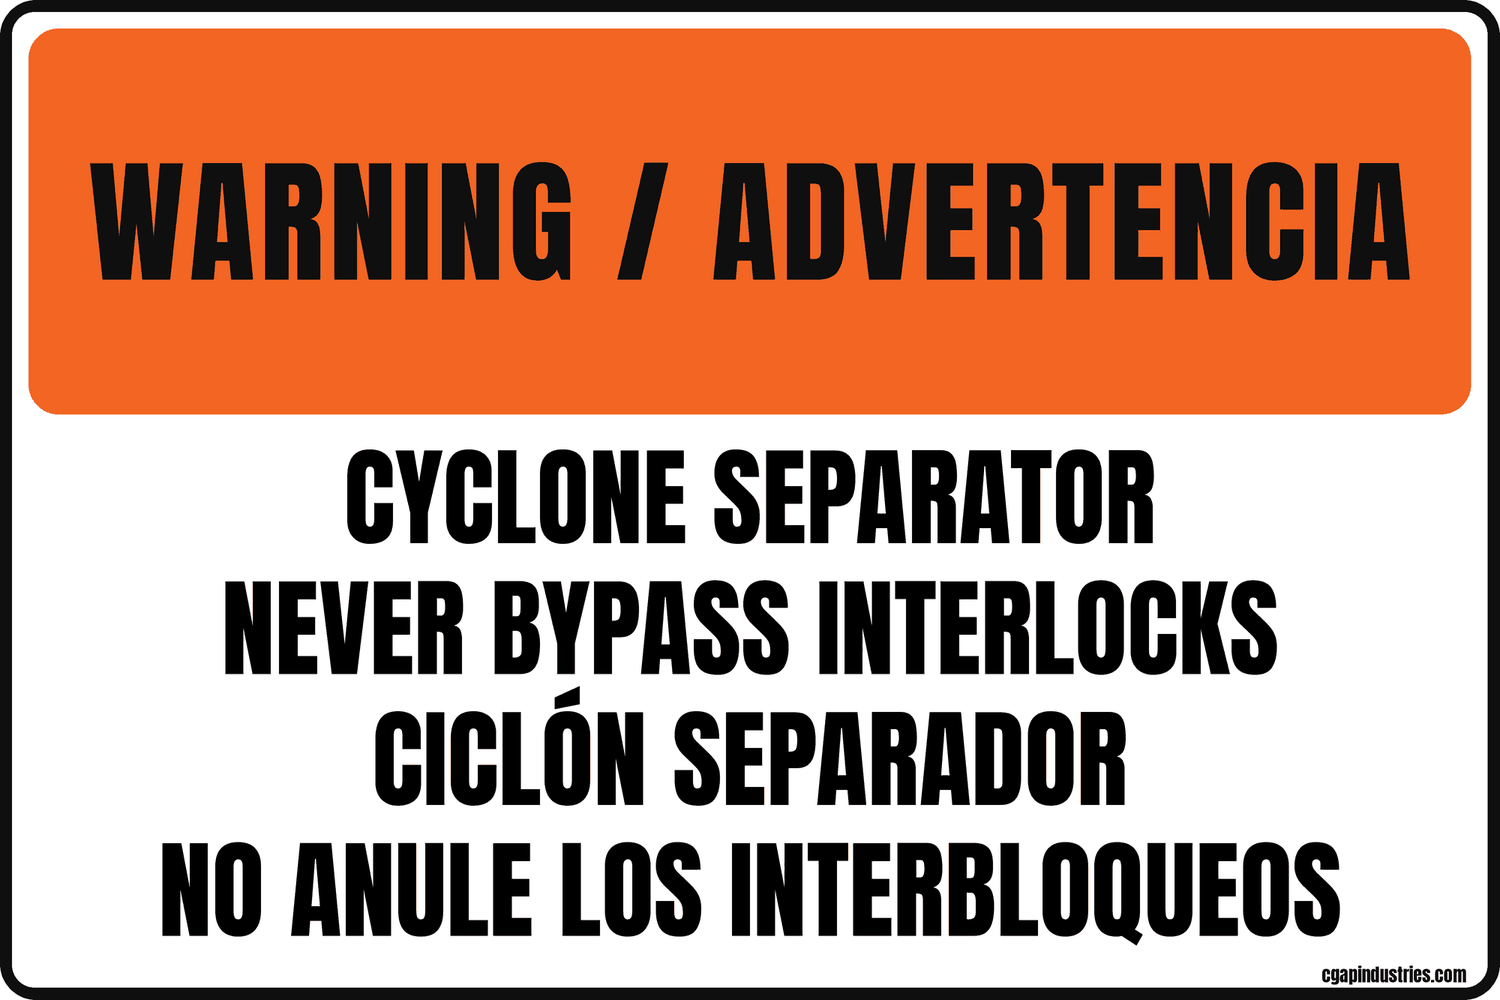 WARNING / ADVERTENCIA
CYCLONE SEPARATOR
NEVER BYPASS INTERLOCKS
CICLÓN SEPARADOR
NO ANULE LOS INTERBLOQUEOS
cgapindustries.com